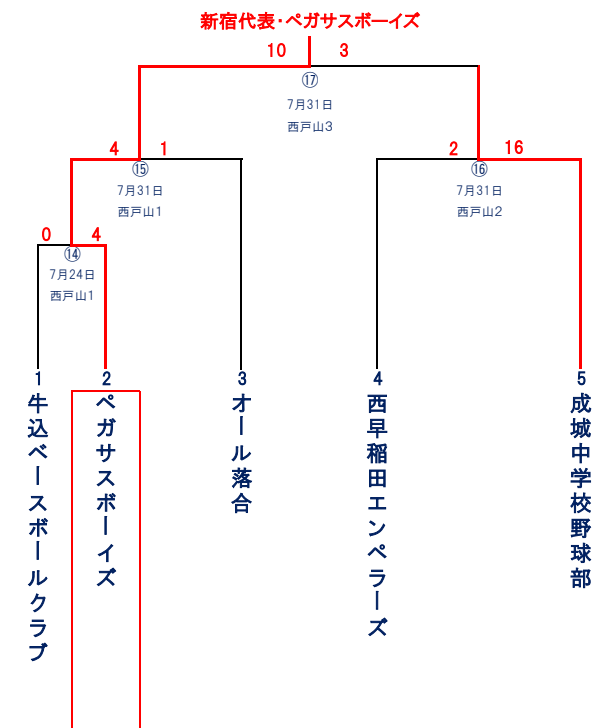 新宿代表・ペガサスボーイズ
10 3
⑰
7月31日
西戸山3
4 1
⑮
7月31日
西戸山1
2 16
⑯
7月31日
西戸山2
0 4
⑭
7月24日
西戸山1
1
牛込ベースボールクラブ
2
ペガサスボーイズ
3
オール落合
4
西早稲田エンペラーズ
5
成城中学校野球部